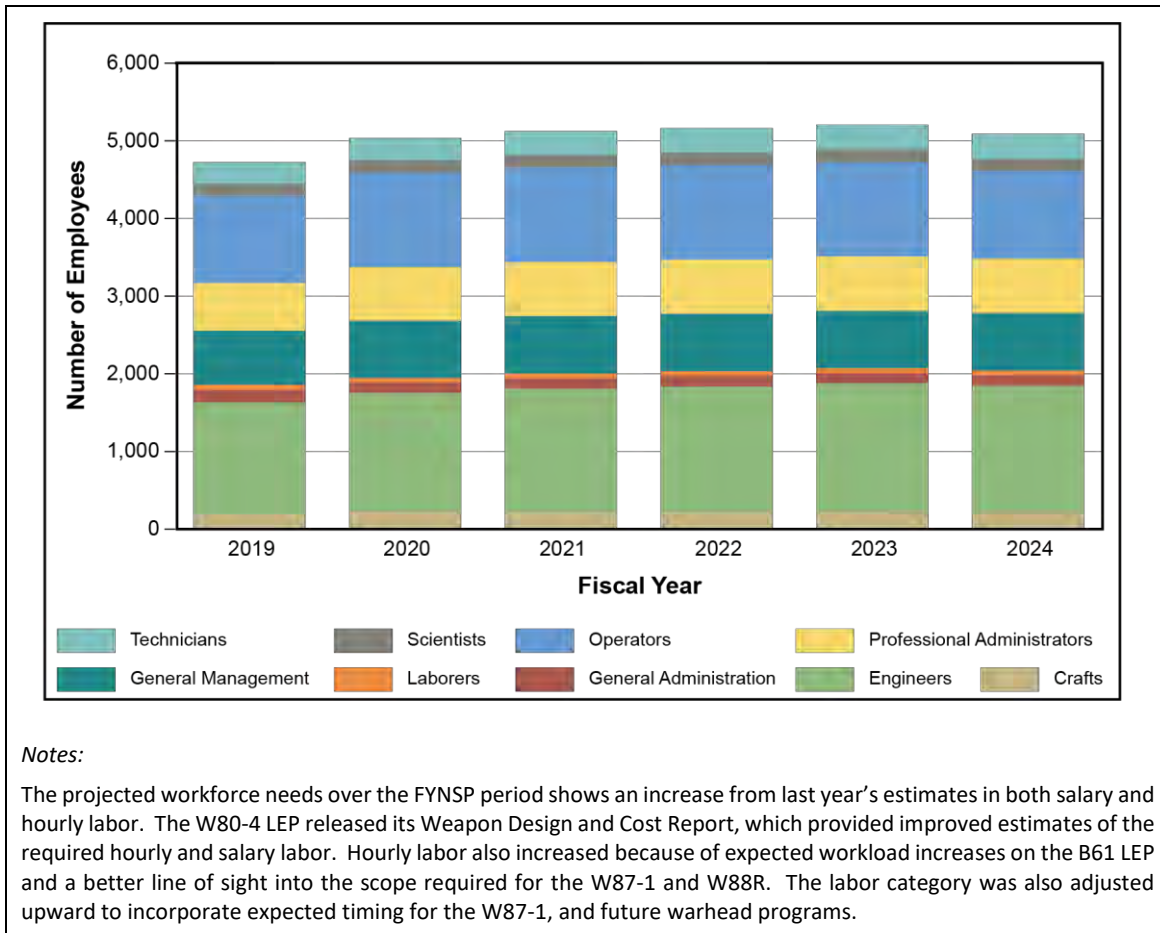 6,000
5,000
4,000
3,000
2,000
1,000
0
Number of Employees
2019 2020 2021 2022 2023 2024
Fiscal Year
Technicians Scientists Operators Professional Administrators
General Management Laborers General Administration Engineers Crafts
Notes:
The projected workforce needs over the FYNSP period shows an increase from last year's estimates in both salary and
hourly labor. The W80-4 LEP released its Weapon Design and Cost Report, which provided improved estimates of the
required hourly and salary labor. Hourly labor also increased because of expected workload increases on the B61 LEP
and a better line of sight into the scope required for the W87-1 and W88R. The labor category was also adjusted
upward to incorporate expected timing for the W87-1, and future warhead programs.